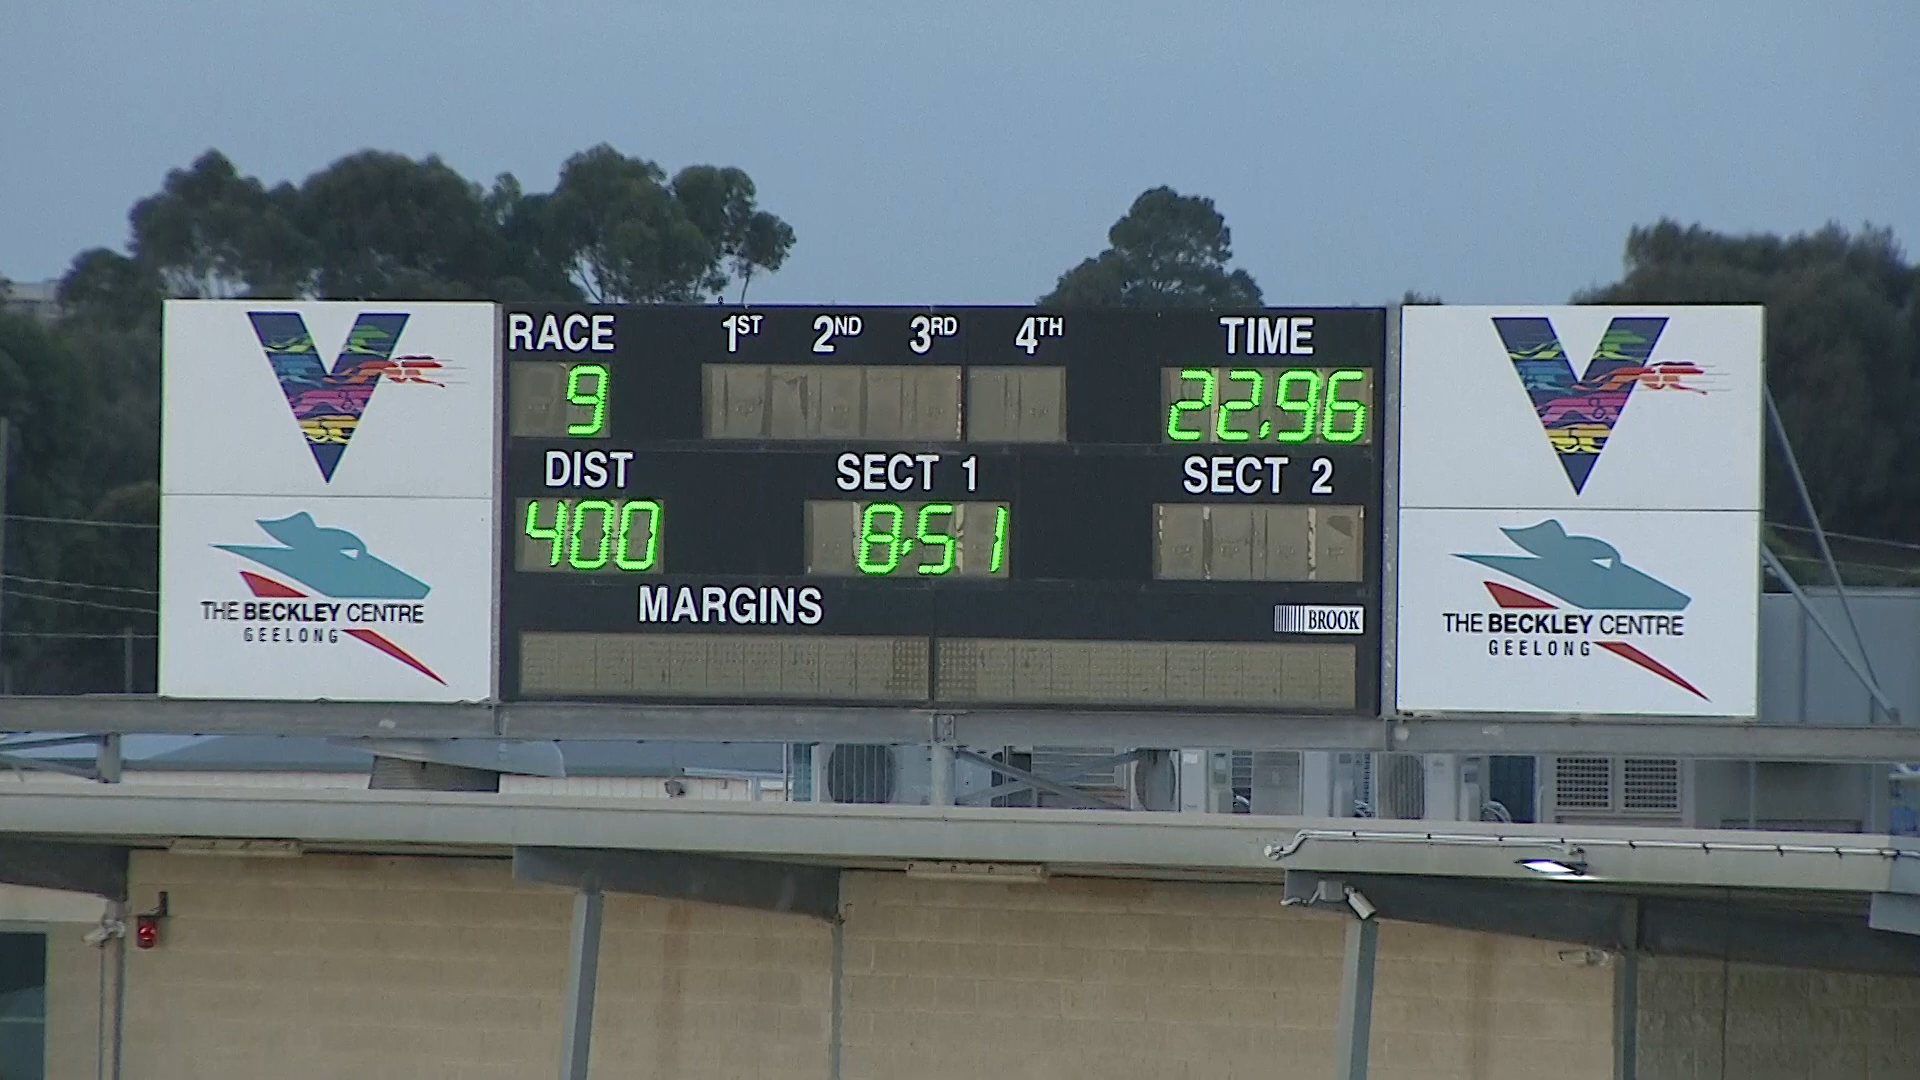 RACE 1ST 2ND 3RD 4TH TIME
9 22.96
DIST SECT 1 SECT 2
400 8.51
MARGINS
BROOK
THE BECKLEY CENTRE
GEELONG
THE BECKLEY CENTRE
GEELONG